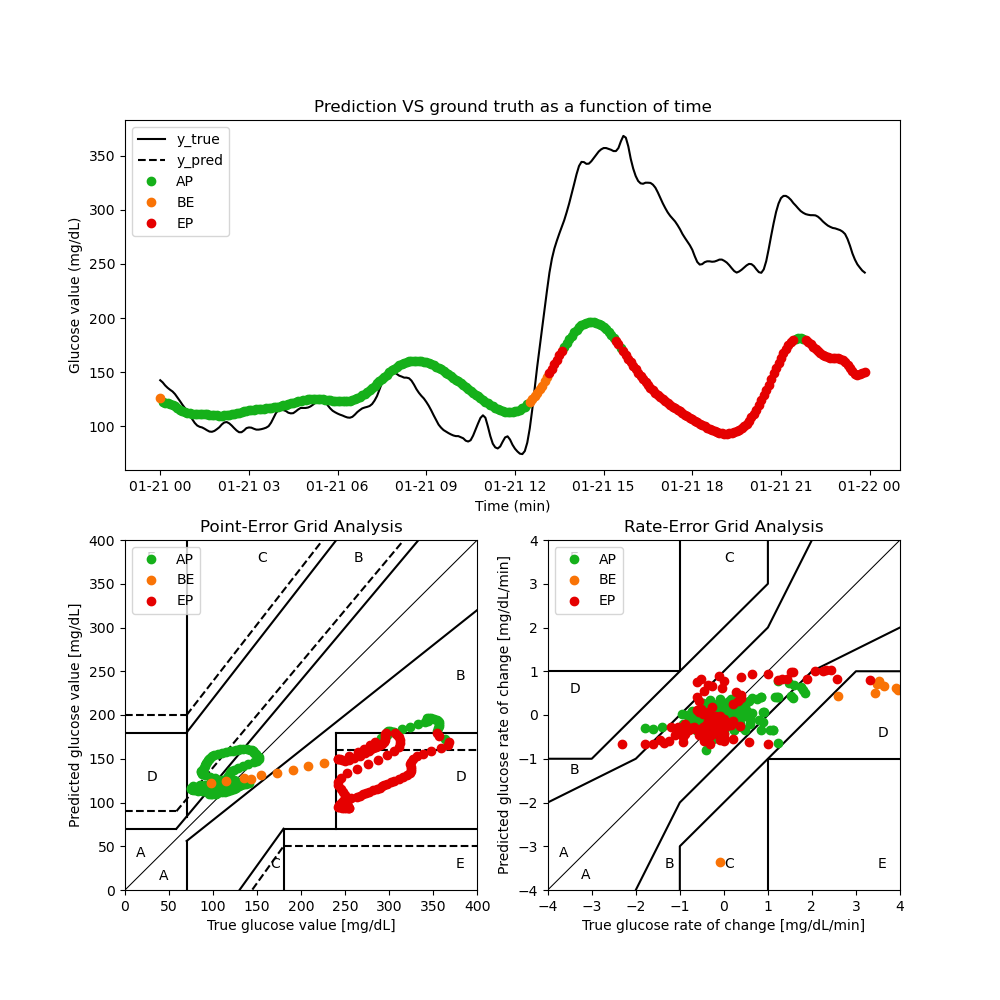 Prediction VS ground truth as a function of time
Glucose value (mg/dL)
350
300
250
200
150
100
y_true
y_pred
AP
BE
EP
01-21 00 01-21 03 01-21 06 01-21 09 01-21 12 01-21 15 01-21 18 01-21 21 01-22 00
Time (min)
Point-Error Grid Analysis
Predicted glucose value [mg/dL]
400
350
300
250
200
150
100
50
0
AP
BE
EP
C
B
B
D
D
A
A
C
E
0 50 100 150 200 250 300 350 400
True glucose value [mg/dL]
Rate-Error Grid Analysis
Predicted glucose rate of change [mg/dL/min]
4
3
2
1
0
−1
−2
−3
−4
AP
BE
EP
C
D
D
B
A
A
B
C
E
−4 −3 −2 −1 0 1 2 3 4
True glucose rate of change [mg/dL/min]